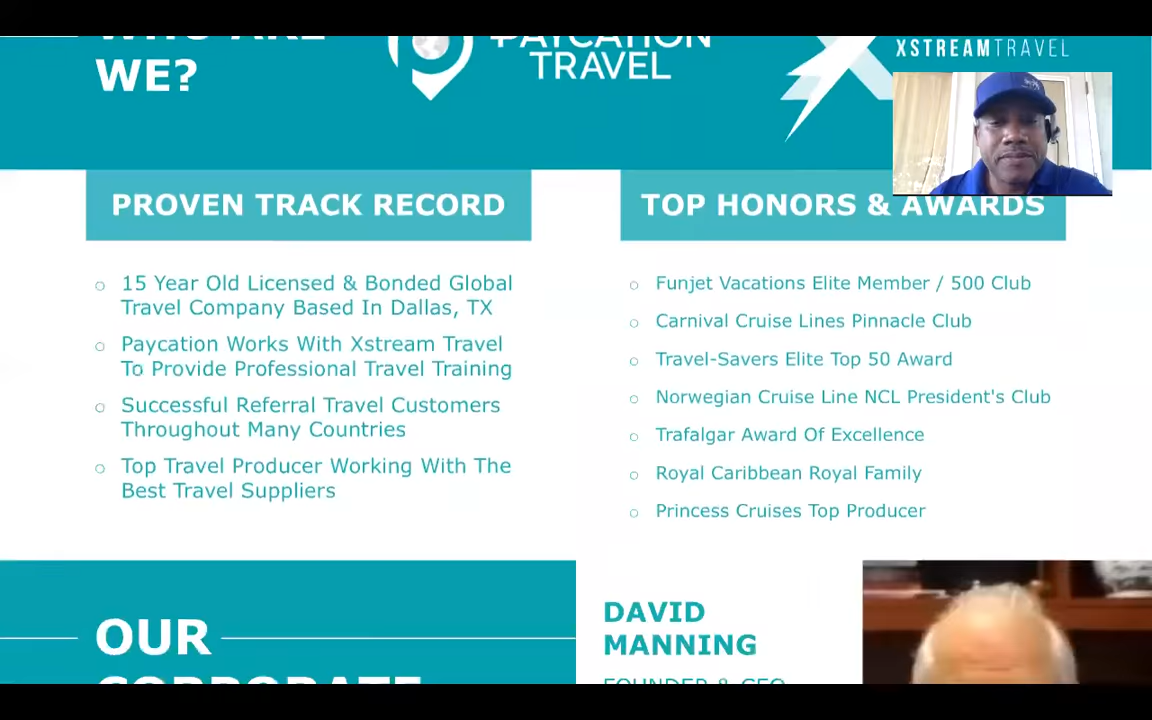 WHO ARE
WE?
PAYCATION
TRAVEL
XSTREAMTRAVEL
PROVEN TRACK RECORD
15 Year Old Licensed & Bonded Global
Travel Company Based In Dallas, TX
Paycation Works With Xstream Travel
To Provide Professional Travel Training
Successful Referral Travel Customers
Throughout Many Countries
Top Travel Producer Working With The
Best Travel Suppliers
TOP HONORS & AWARDS
Funjet Vacations Elite Member / 500 Club
Carnival Cruise Lines Pinnacle Club
Travel-Savers Elite Top 50 Award
Norwegian Cruise Line NCL President's Club
Trafalgar Award Of Excellence
Royal Caribbean Royal Family
Princess Cruises Top Producer
OUR
CORPORATE
DAVID
MANNING
FOUNDER & CEO